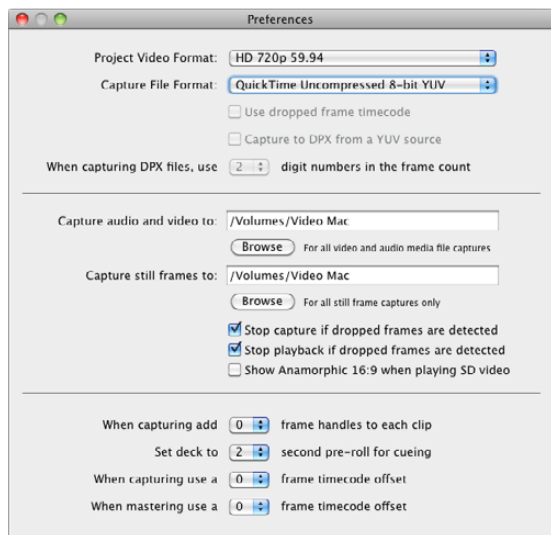 Preferences
Project Video Format: HD 720p 59.94
Capture File Format: QuickTime Uncompressed 8-bit YUV
Use dropped frame timecode
Capture to DPX from a YUV source
When capturing DPX files, use 2 digit numbers in the frame count
Capture audio and video to: /Volumes/Video Mac
Browse For all video and audio media file captures
Capture still frames to: /Volumes/Video Mac
Browse For all still frame captures only
Stop capture if dropped frames are detected
Stop playback if dropped frames are detected
Show Anamorphic 16:9 when playing SD video
When capturing add 0 frame handles to each clip
Set deck to 2 second pre-roll for cueing
When capturing use a 0 frame timecode offset
When mastering use a 0 frame timecode offset